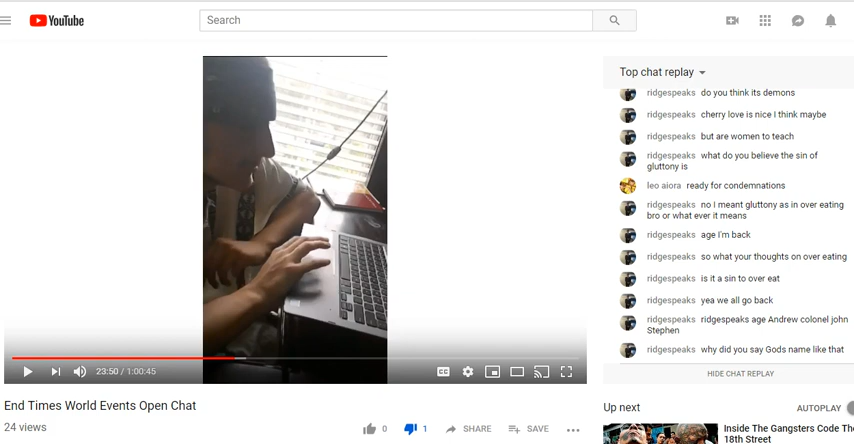 YouTube
Search
Top chat replay
ridgespeaks do you think its demons
ridgespeaks cherry love is nice I think maybe
ridgespeaks but are women to teach
ridgespeaks what do you believe the sin of
gluttony is
leo aiora ready for condemnations
ridgespeaks no I meant gluttony as in over eating
bro or what ever it means
ridgespeaks age I'm back
ridgespeaks so what your thoughts on over eating
ridgespeaks is it a sin to over eat
ridgespeaks yea we all go back
ridgespeaks ridgespeaks age Andrew colonel john
Stephen
ridgespeaks why did you say Gods name like that
HIDE CHAT REPLAY
23:50 / 1:00:45
CC
End Times World Events Open Chat
24 views
0
1
SHARE
SAVE
Up next
AUTOPLAY
Inside The Gangsters Code The
18th Street